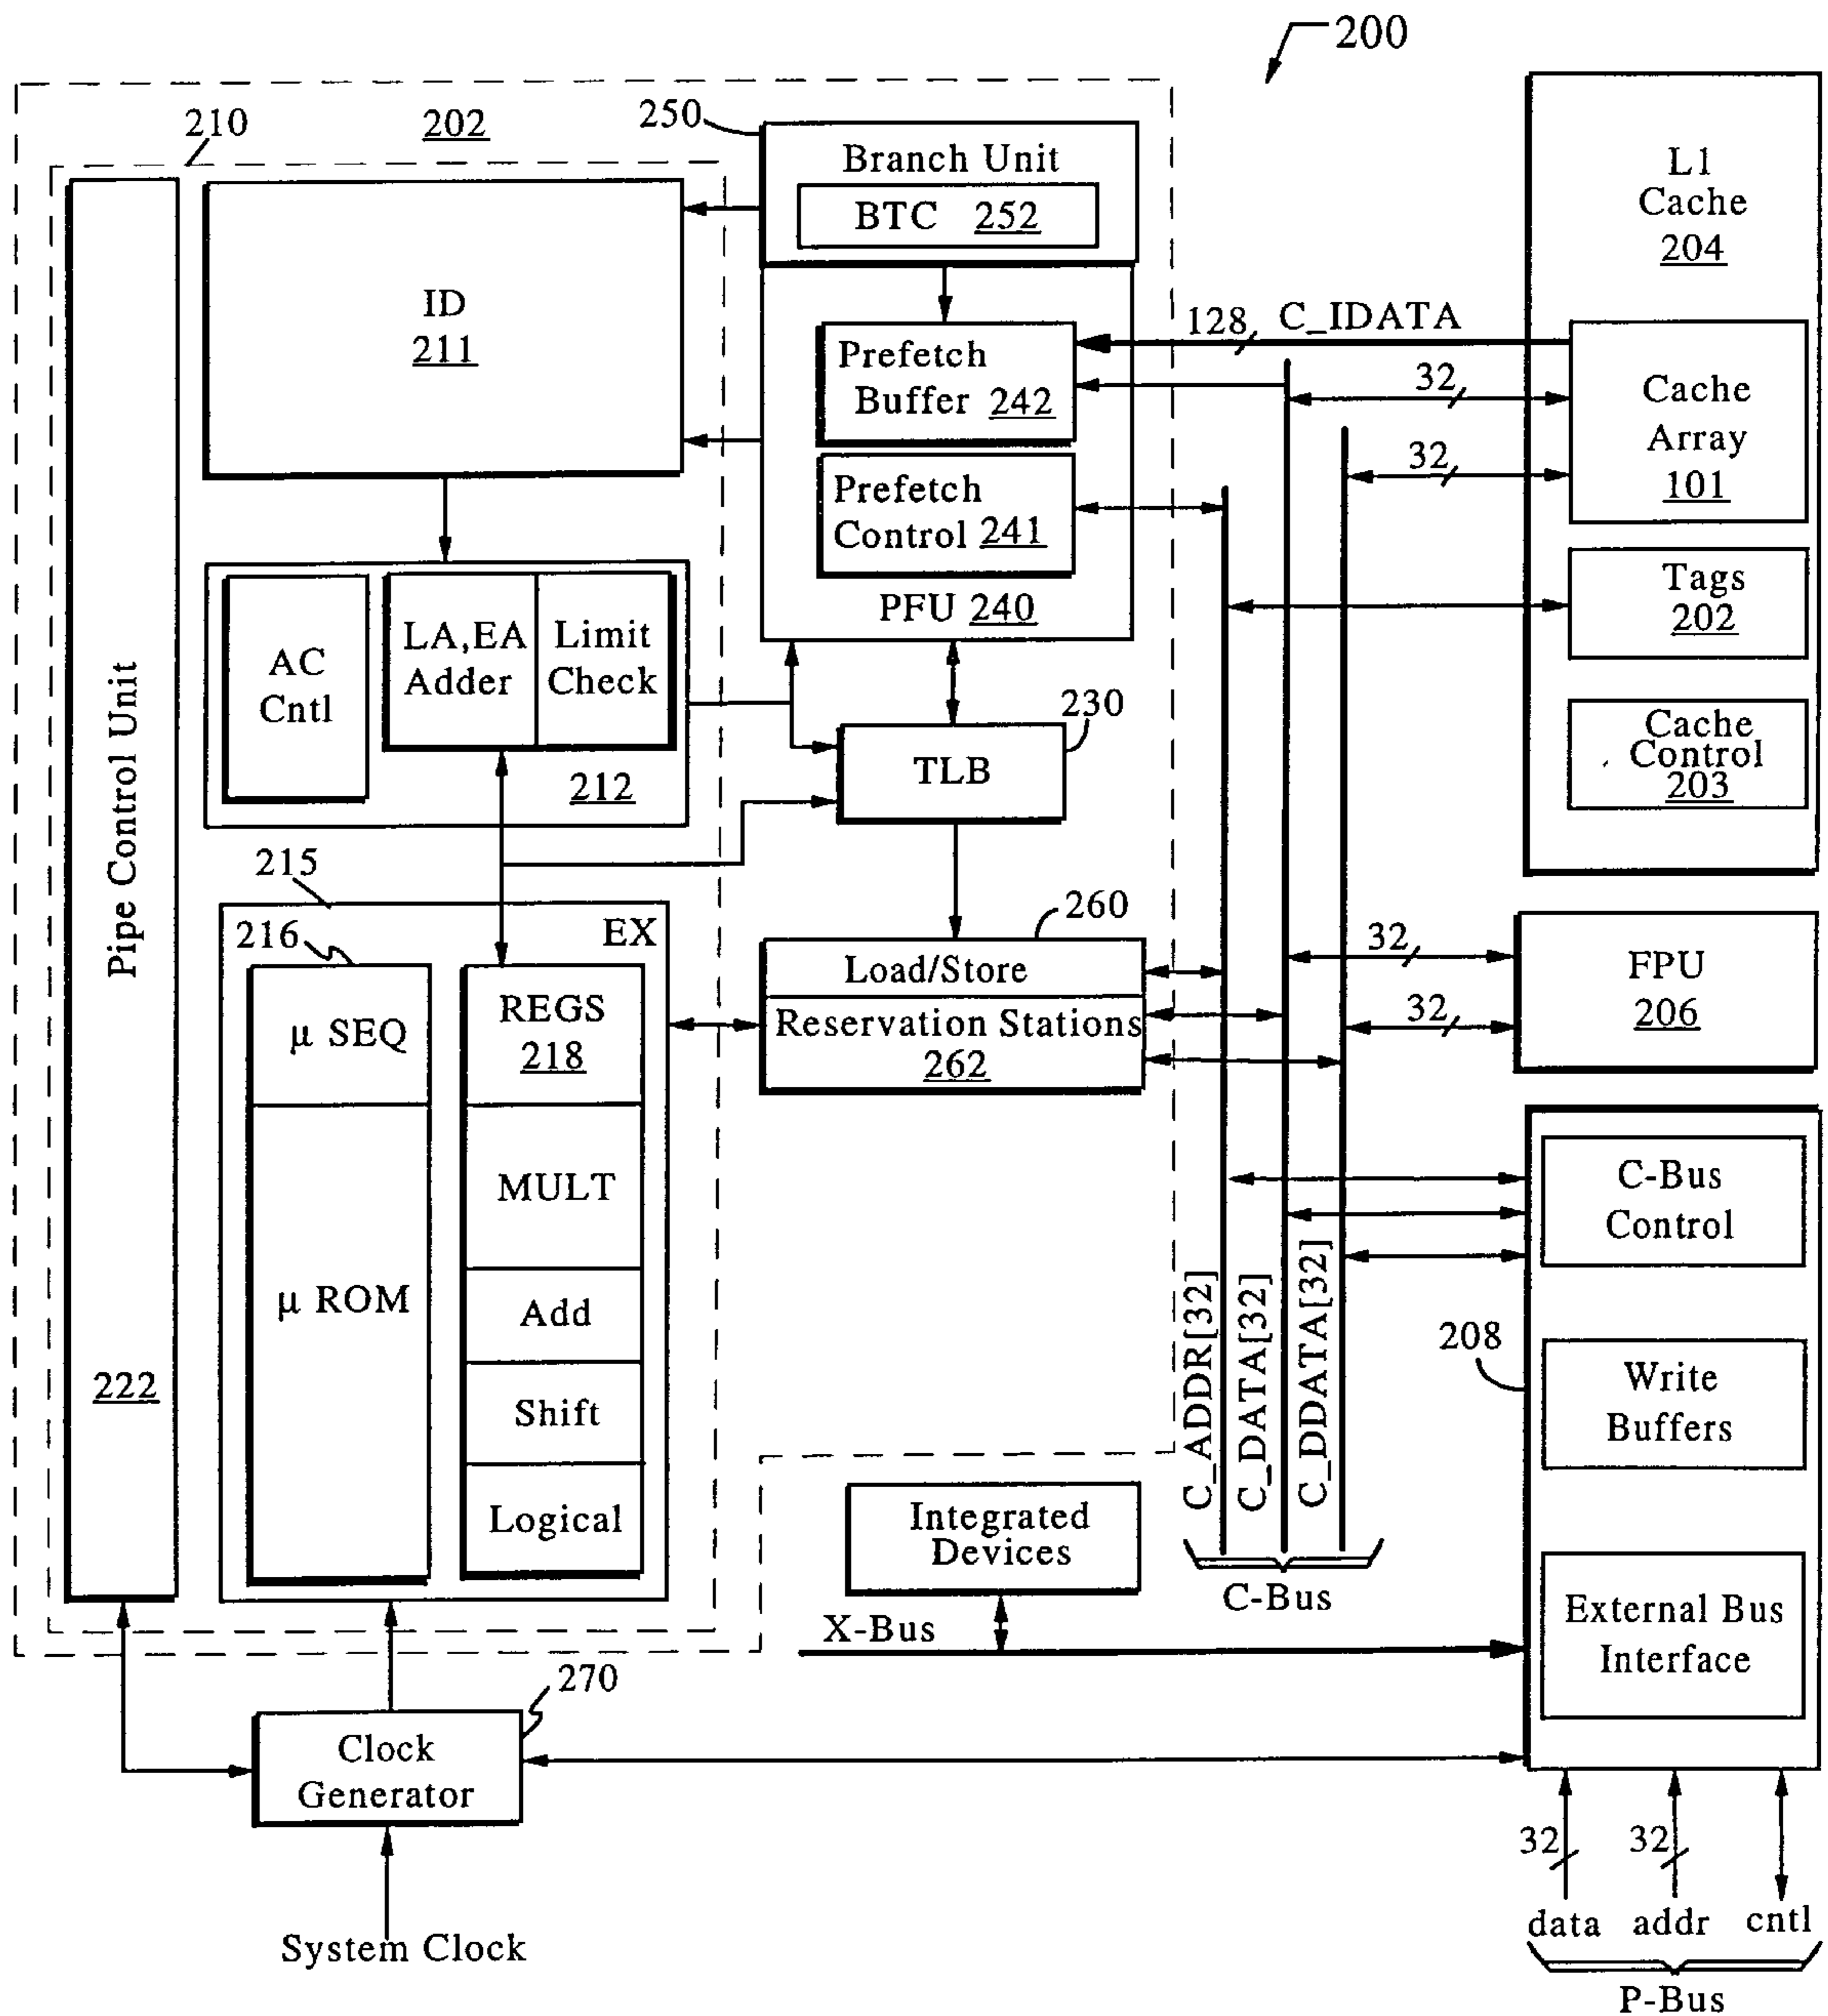 200
210
202
250
Branch Unit
BTC 252
L1
Cache
204
ID
211
128
C_IDATA
Prefetch
Buffer 242
32
Cache
Array
101
32
Prefetch
Control 241
PFU 240
Tags
202
AC
Cntl
LA,EA
Adder
Limit
Check
212
230
TLB
Cache
Control
203
Pipe Control Unit
222
215
216
EX
260
Load/Store
Reservation Stations
262
32
32
FPU
206
μ SEQ
REGS
218
MULT
μ ROM
Add
Shift
Logical
C_ADDR[32]
C_DATA[32]
C_DDATA[32]
C-Bus
C-Bus
Control
208
Write
Buffers
Integrated
Devices
X-Bus
External Bus
Interface
270
Clock
Generator
System Clock
32
32
data
addr
cntl
P-Bus